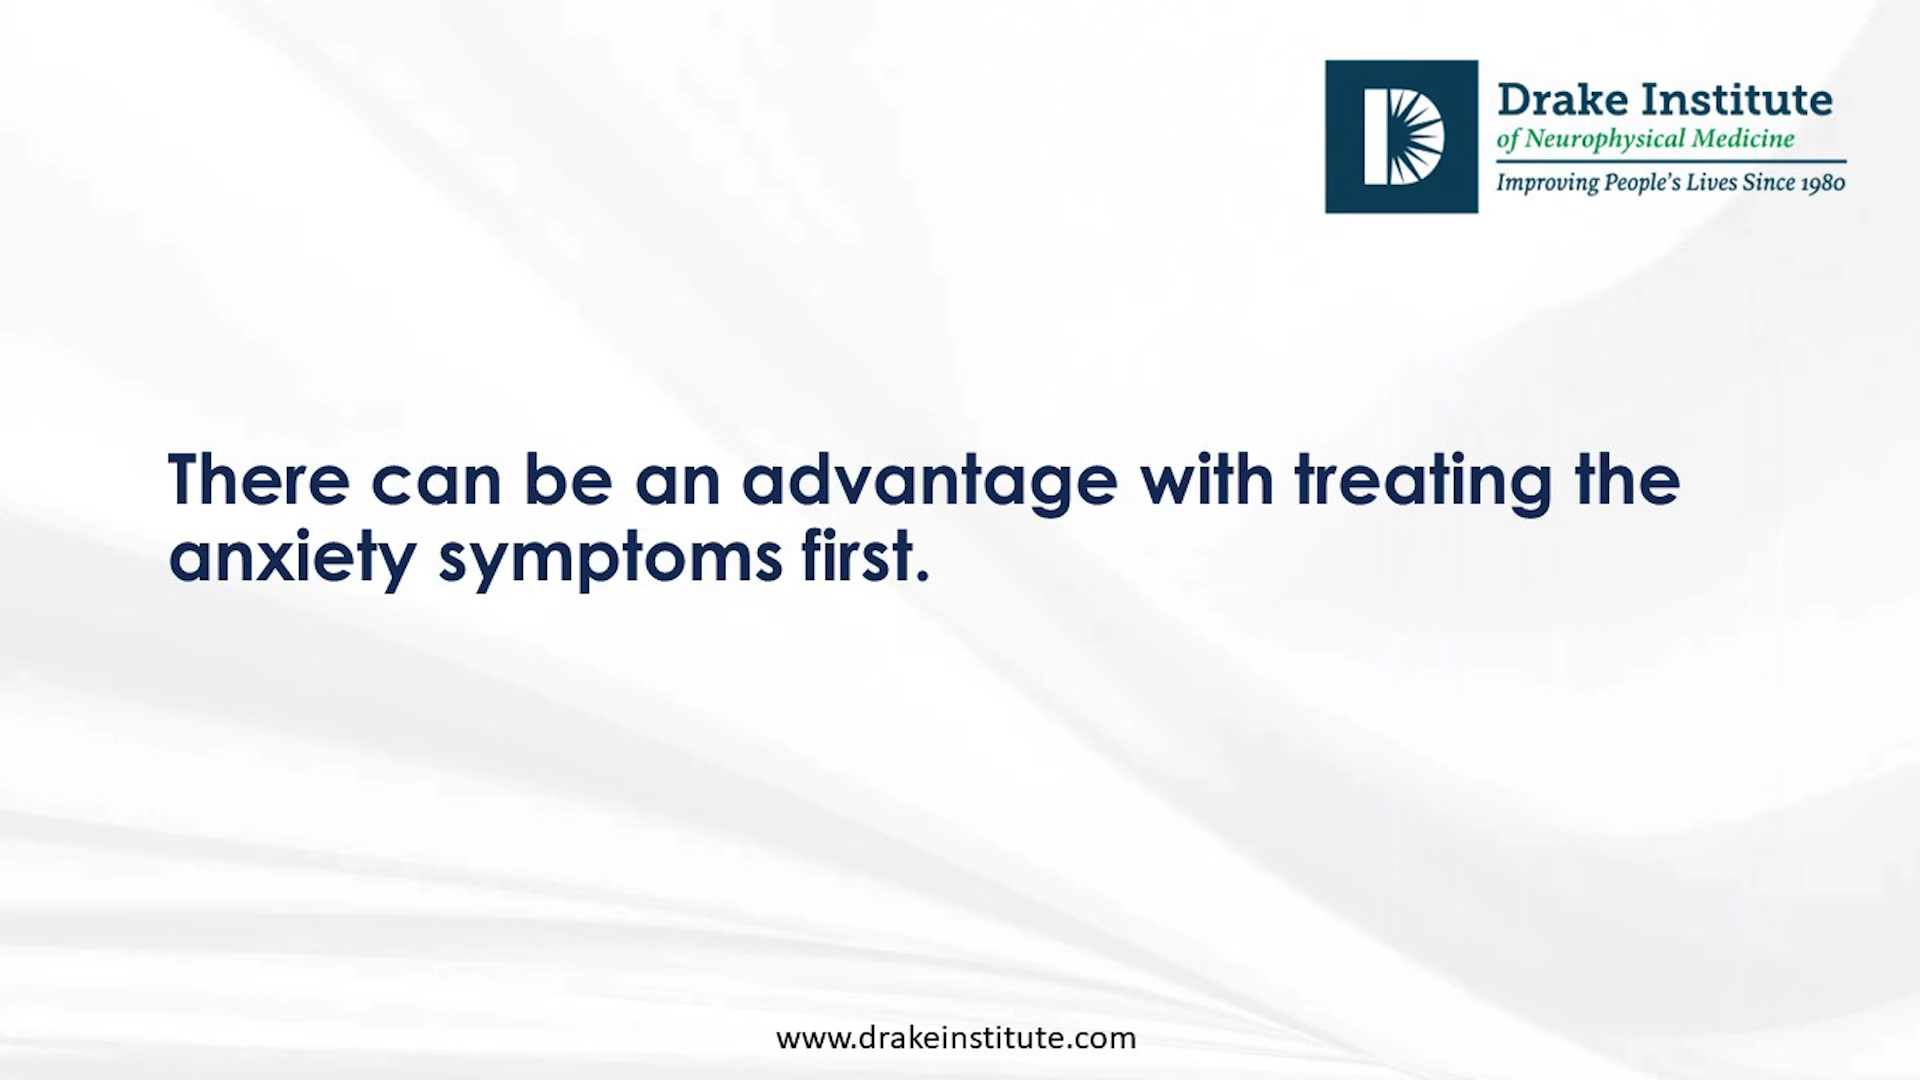 Drake Institute
of Neurophysical Medicine
Improving People's Lives Since 1980
There can be an advantage with treating the
anxiety symptoms first.
www.drakeinstitute.com